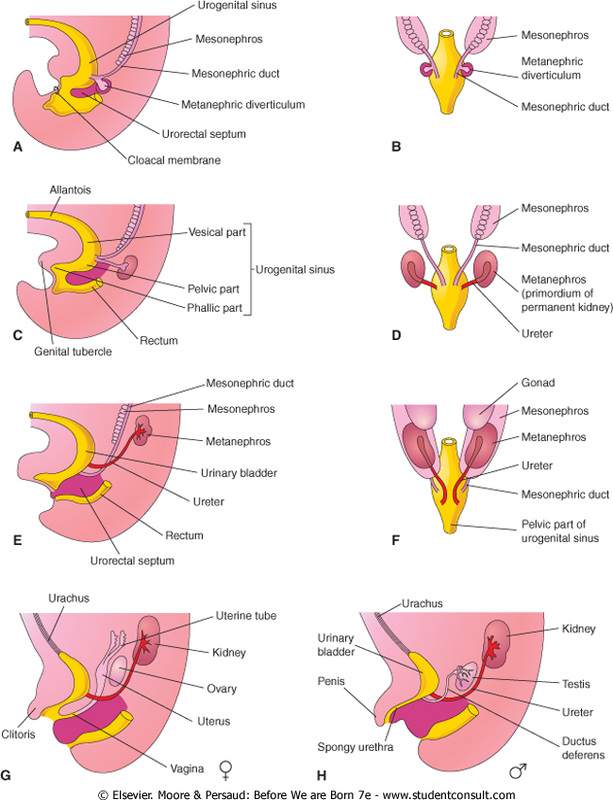 Urogenital sinus
Mesonephros
Mesonephric duct
Metanephric diverticulum
Urorectal septum
Cloacal membrane
A
Mesonephros
Metanephric
diverticulum
Mesonephric duct
B
Allantois
Vesical part
Urogenital sinus
Pelvic part
Phallic part
Rectum
Genital tubercle
C
Mesonephros
Mesonephric duct
Metanephros
(primordium of
permanent kidney)
Ureter
D
Mesonephric duct
Mesonephros
Metanephros
Urinary bladder
Ureter
Rectum
Urorectal septum
E
Gonad
Mesonephros
Metanephros
Ureter
Mesonephric duct
Pelvic part of
urogenital sinus
F
Urachus
Uterine tube
Kidney
Ovary
Uterus
Clitoris
Vagina
G
♀
Urachus
Urinary
bladder
Kidney
Penis
Testis
Ureter
Spongy urethra
Ductus
deferens
H
♂
© Elsevier. Moore & Persaud: Before We are Born 7e - www.studentconsult.com